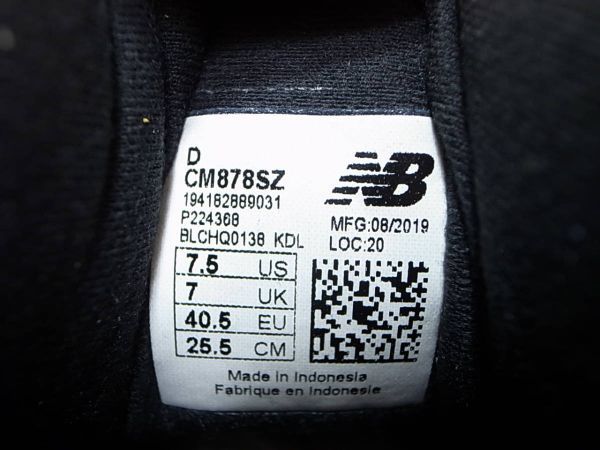 D
CM878SZ
194182889031
P224368
BLCHQ0138 KDL
NB
MFG:08/2019
LOC:20
7.5 US
7 UK
40.5 EU
25.5 CM
Made in Indonesia
Fabrique en Indonesie